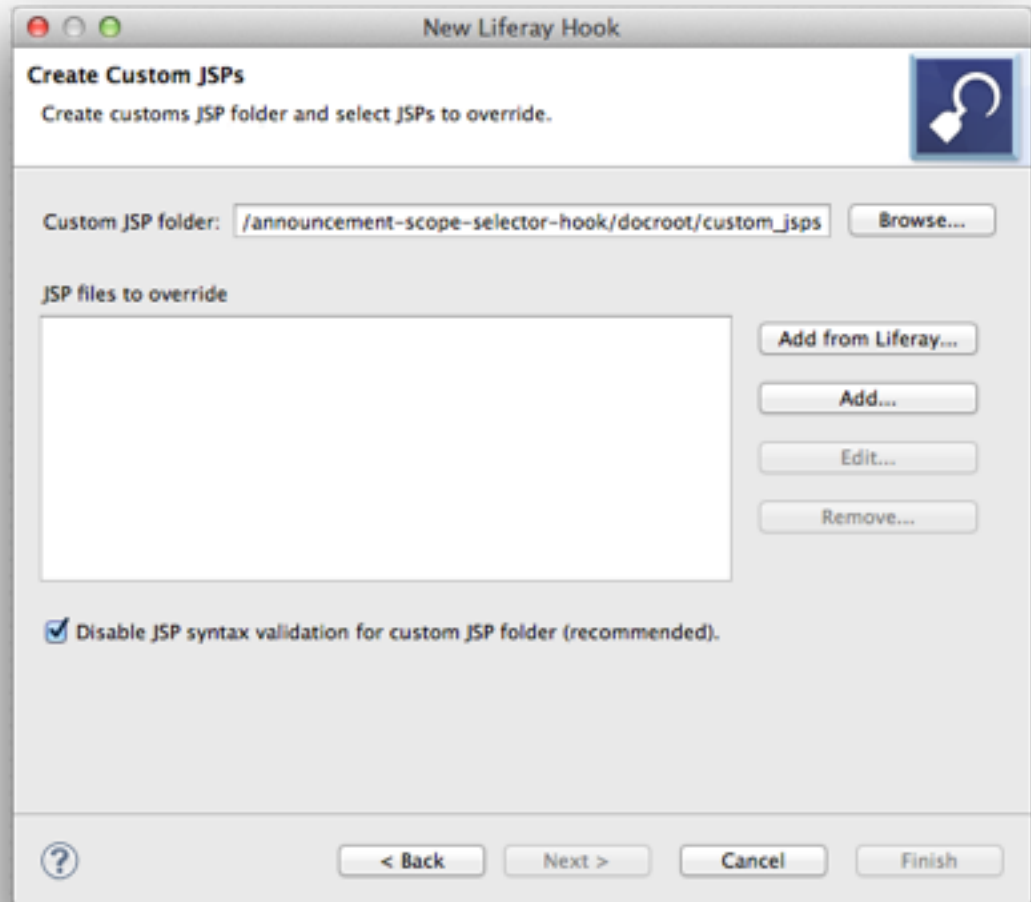 New Liferay Hook
Create Custom JSPs
Create customs JSP folder and select JSPs to override.
Custom JSP folder: /announcement-scope-selector-hook/docroot/custom_jsps Browse...
JSP files to override
Add from Liferay...
Add...
Edit...
Remove...
Disable JSP syntax validation for custom JSP folder (recommended).
? < Back Next > Cancel Finish